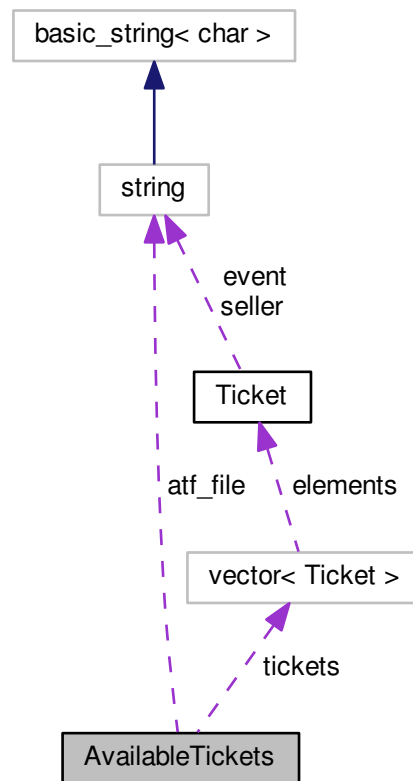 basic_string< char >
string
event
seller
Ticket
atf_file
elements
vector< Ticket >
tickets
AvailableTickets